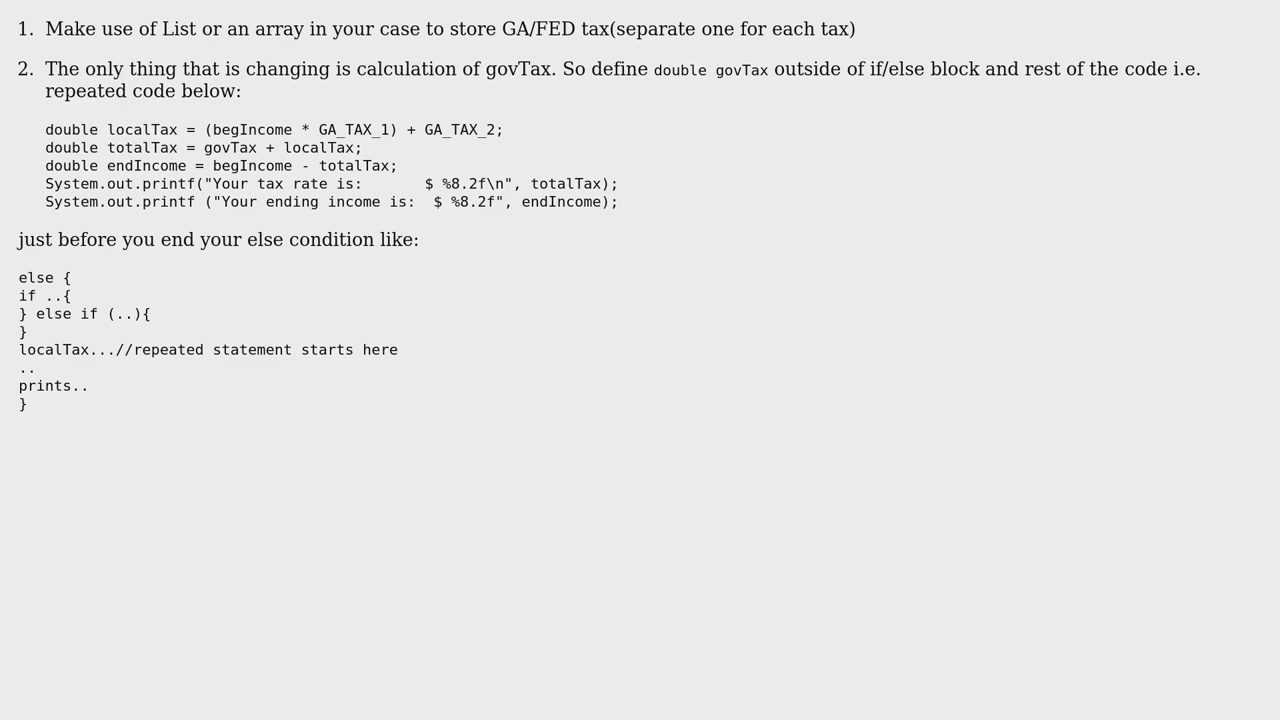 1. Make use of List or an array in your case to store GA/FED tax(separate one for each tax)
2. The only thing that is changing is calculation of govTax. So define double govTax outside of if/else block and rest of the code i.e.
repeated code below:
double localTax = (begIncome * GA_TAX_1) + GA_TAX_2;
double totalTax = govTax + localTax;
double endIncome = begIncome - totalTax;
System.out.printf("Your tax rate is:       $ %8.2f\n", totalTax);
System.out.printf ("Your ending income is:  $ %8.2f", endIncome);
just before you end your else condition like:
else {
if ..{
} else if (..){
}
localTax...//repeated statement starts here
..
prints..
}